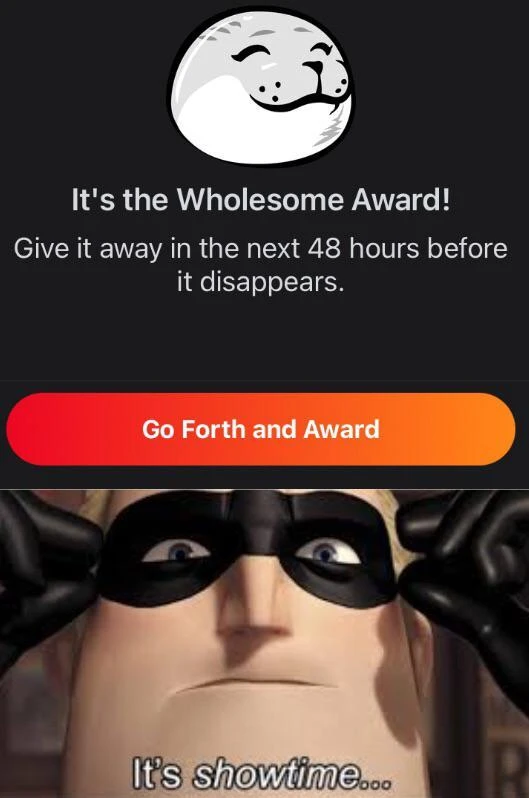 It's the Wholesome Award!
Give it away in the next 48 hours before
it disappears.
Go Forth and Award
It's showtime...